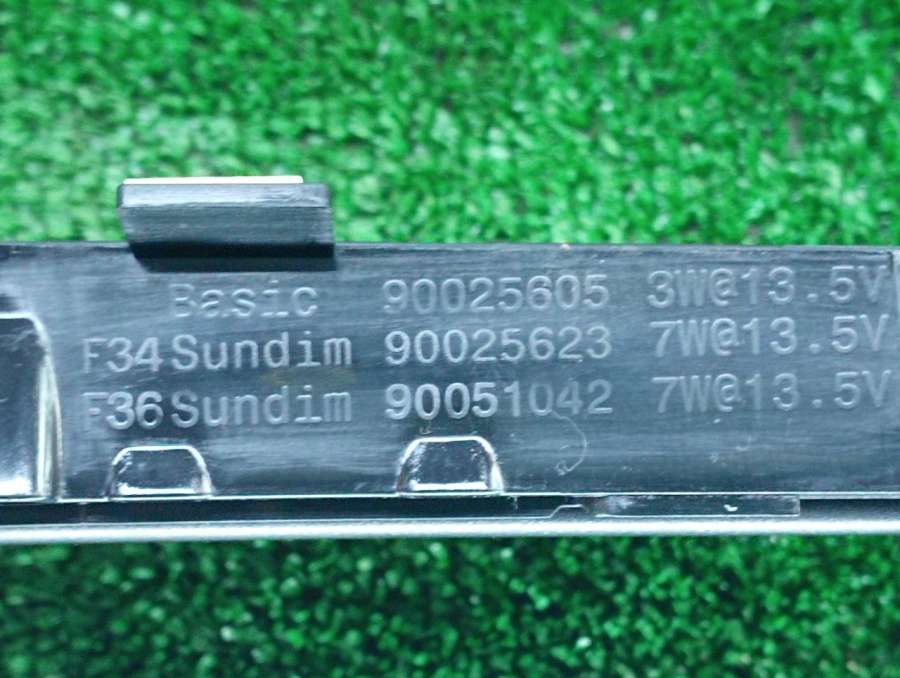 Basic 90025605 3W@13.5V
F34 Sundim 90025623 7W@13.5V
F36 Sundim 90051042 7W@13.5V